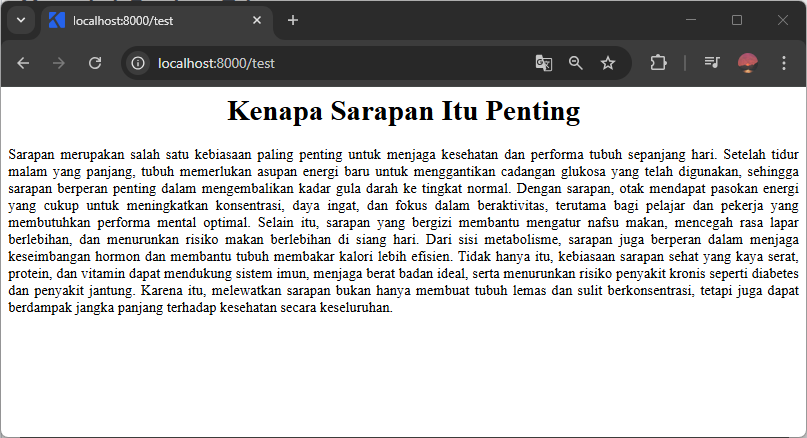 localhost:8000/test
localhost:8000/test
Kenapa Sarapan Itu Penting
Sarapan merupakan salah satu kebiasaan paling penting untuk menjaga kesehatan dan performa tubuh sepanjang hari. Setelah tidur
malam yang panjang, tubuh memerlukan asupan energi baru untuk menggantikan cadangan glukosa yang telah digunakan, sehingga
sarapan berperan penting dalam mengembalikan kadar gula darah ke tingkat normal. Dengan sarapan, otak mendapat pasokan energi
yang cukup untuk meningkatkan konsentrasi, daya ingat, dan fokus dalam beraktivitas, terutama bagi pelajar dan pekerja yang
membutuhkan performa mental optimal. Selain itu, sarapan yang bergizi membantu mengatur nafsu makan, mencegah rasa lapar
berlebihan, dan menurunkan risiko makan berlebihan di siang hari. Dari sisi metabolisme, sarapan juga berperan dalam menjaga
keseimbangan hormon dan membantu tubuh membakar kalori lebih efisien. Tidak hanya itu, kebiasaan sarapan sehat yang kaya serat,
protein, dan vitamin dapat mendukung sistem imun, menjaga berat badan ideal, serta menurunkan risiko penyakit kronis seperti diabetes
dan penyakit jantung. Karena itu, melewatkan sarapan bukan hanya membuat tubuh lemas dan sulit berkonsentrasi, tetapi juga dapat
berdampak jangka panjang terhadap kesehatan secara keseluruhan.